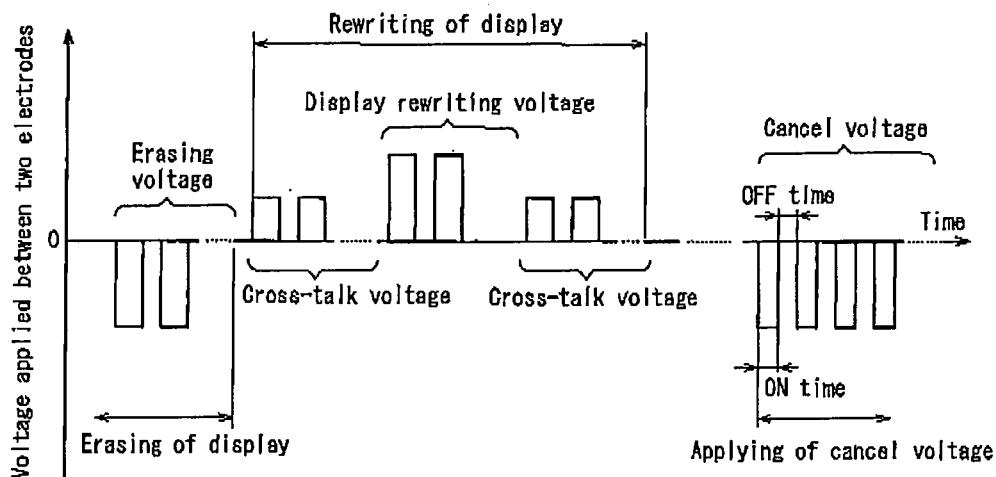 Voltage applied between two electrodes
Rewriting of display
Display rewriting voltage
Cancel voltage
Erasing
voltage
OFF time
Time
0
Cross-talk voltage
Cross-talk voltage
ON time
Erasing of display
Applying of cancel voltage